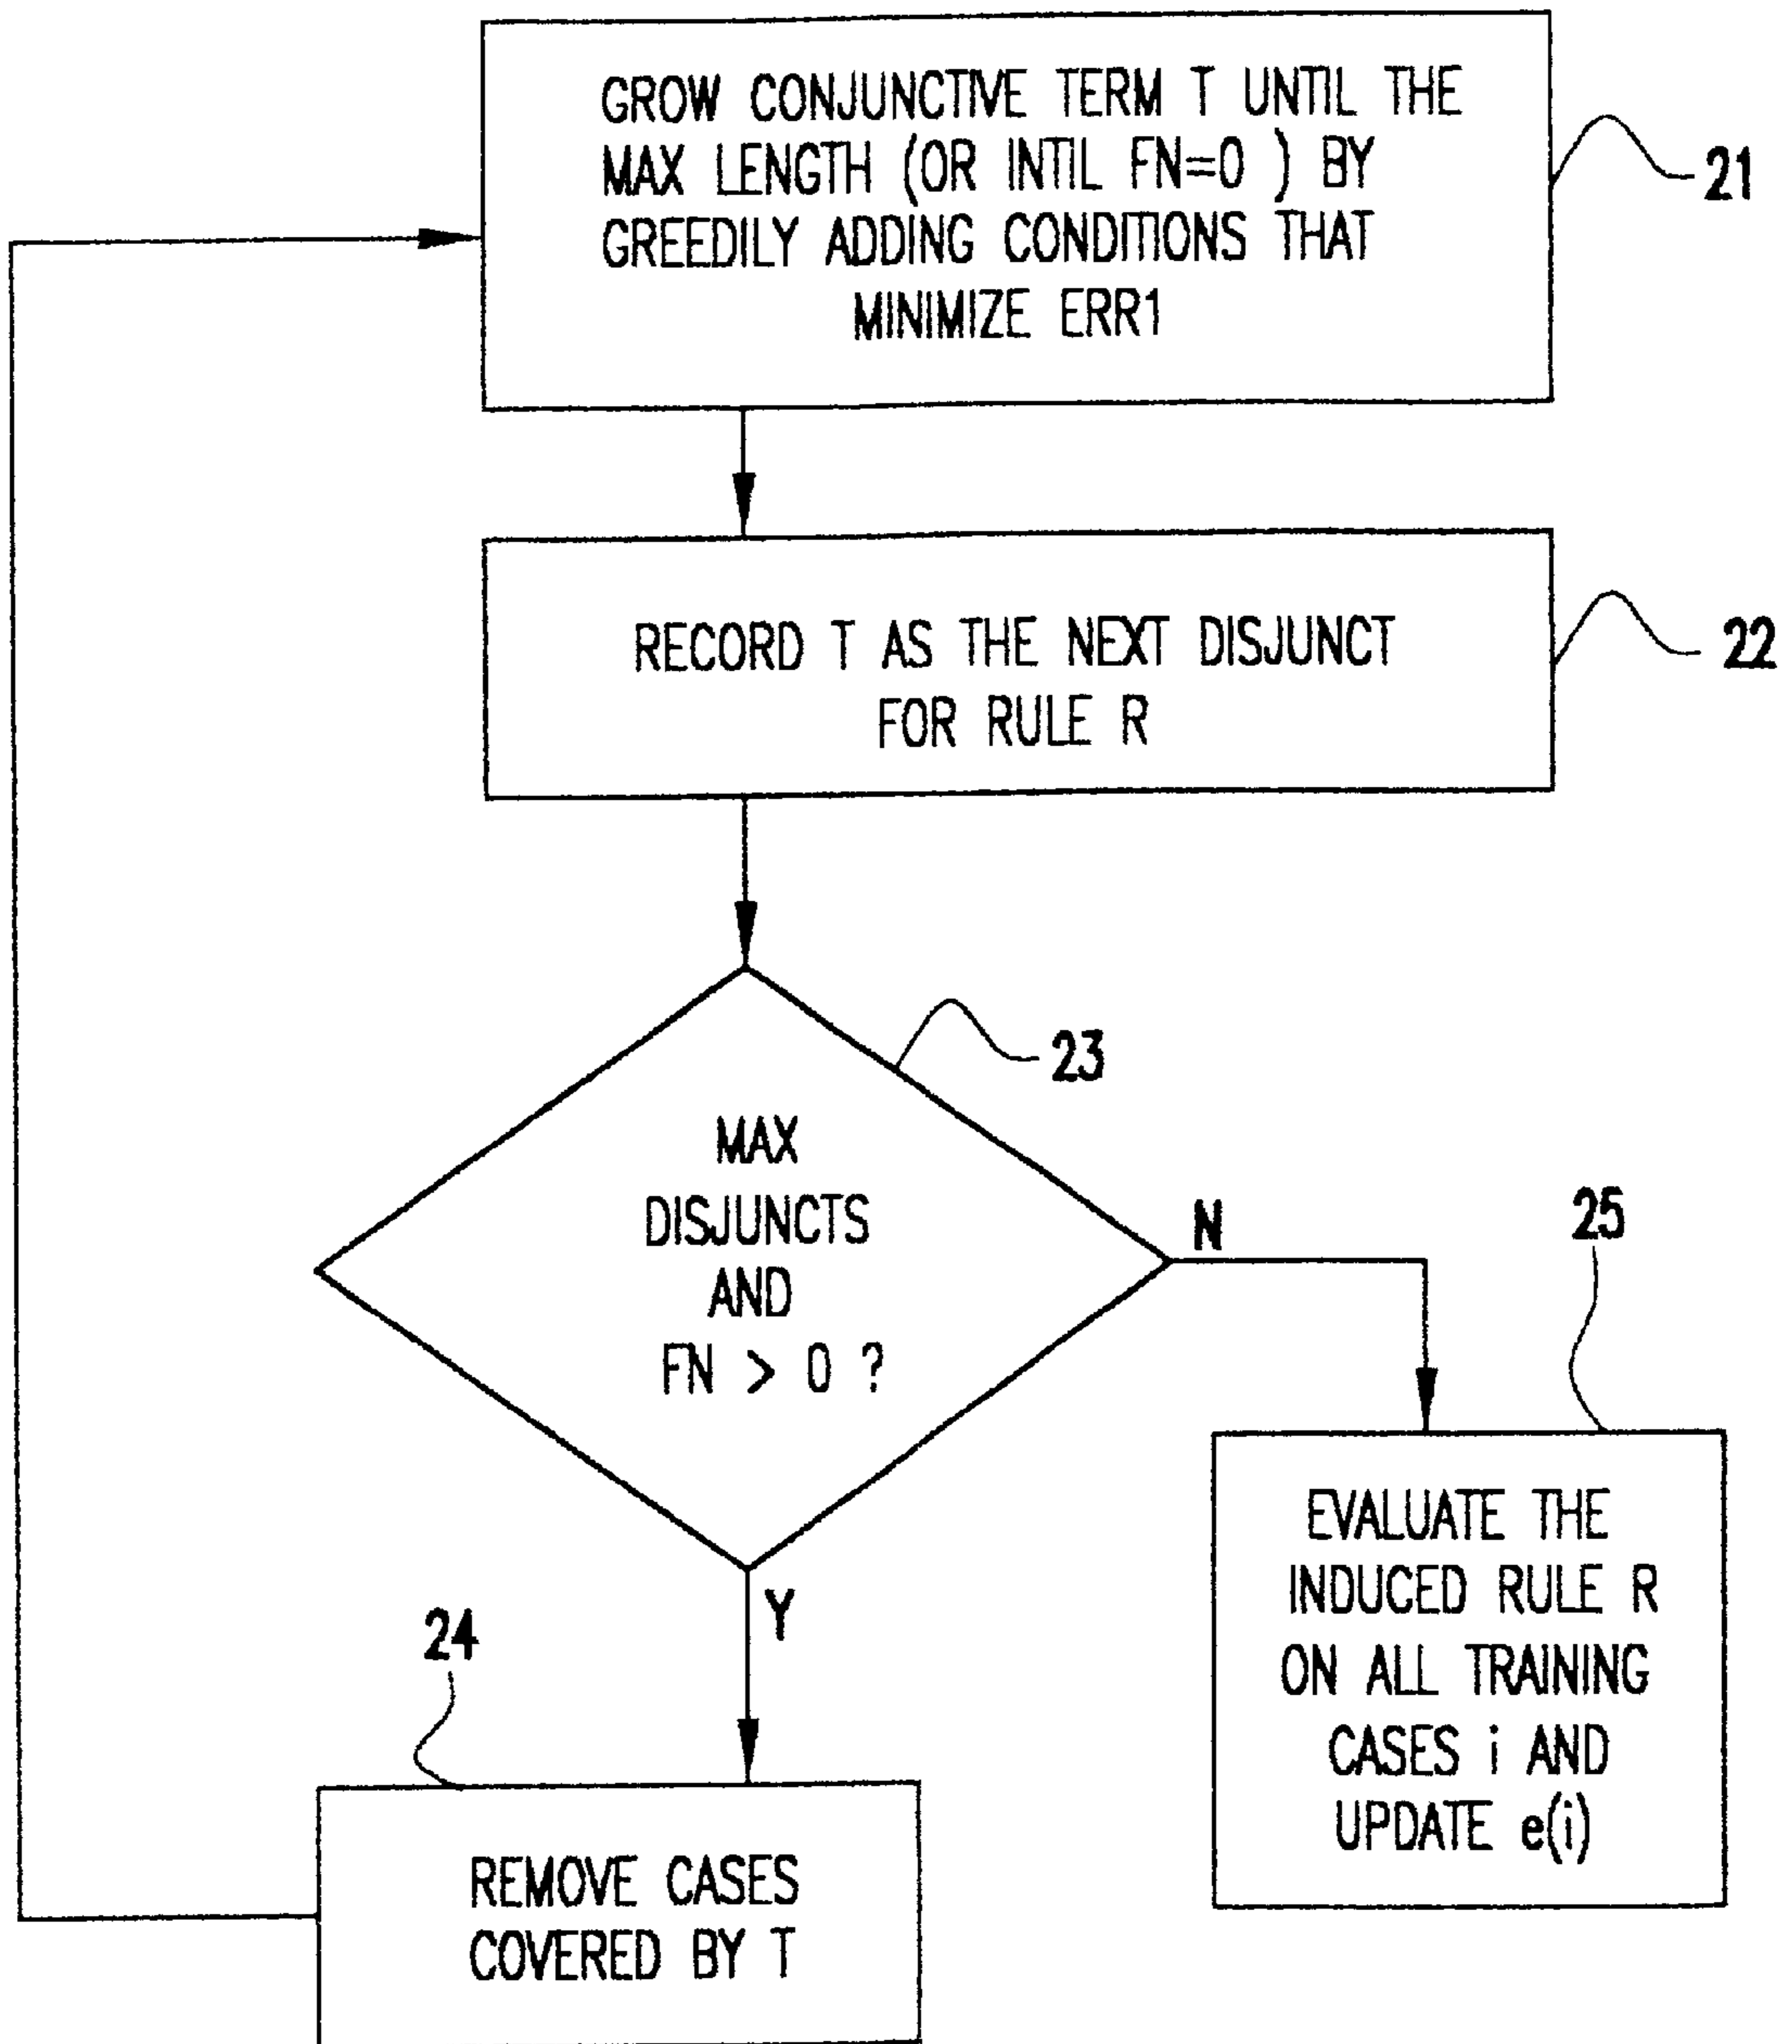 GROW CONJUNCTIVE TERM T UNTIL THE
MAX LENGTH (OR INTIL FN=0 ) BY
GREEDILY ADDING CONDITIONS THAT
MINIMIZE ERR1
21
RECORD T AS THE NEXT DISJUNCT
FOR RULE R
22
23
MAX
DISJUNCTS
AND
FN > 0 ?
N
Y
25
EVALUATE THE
INDUCED RULE R
ON ALL TRAINING
CASES i AND
UPDATE e(i)
24
REMOVE CASES
COVERED BY T